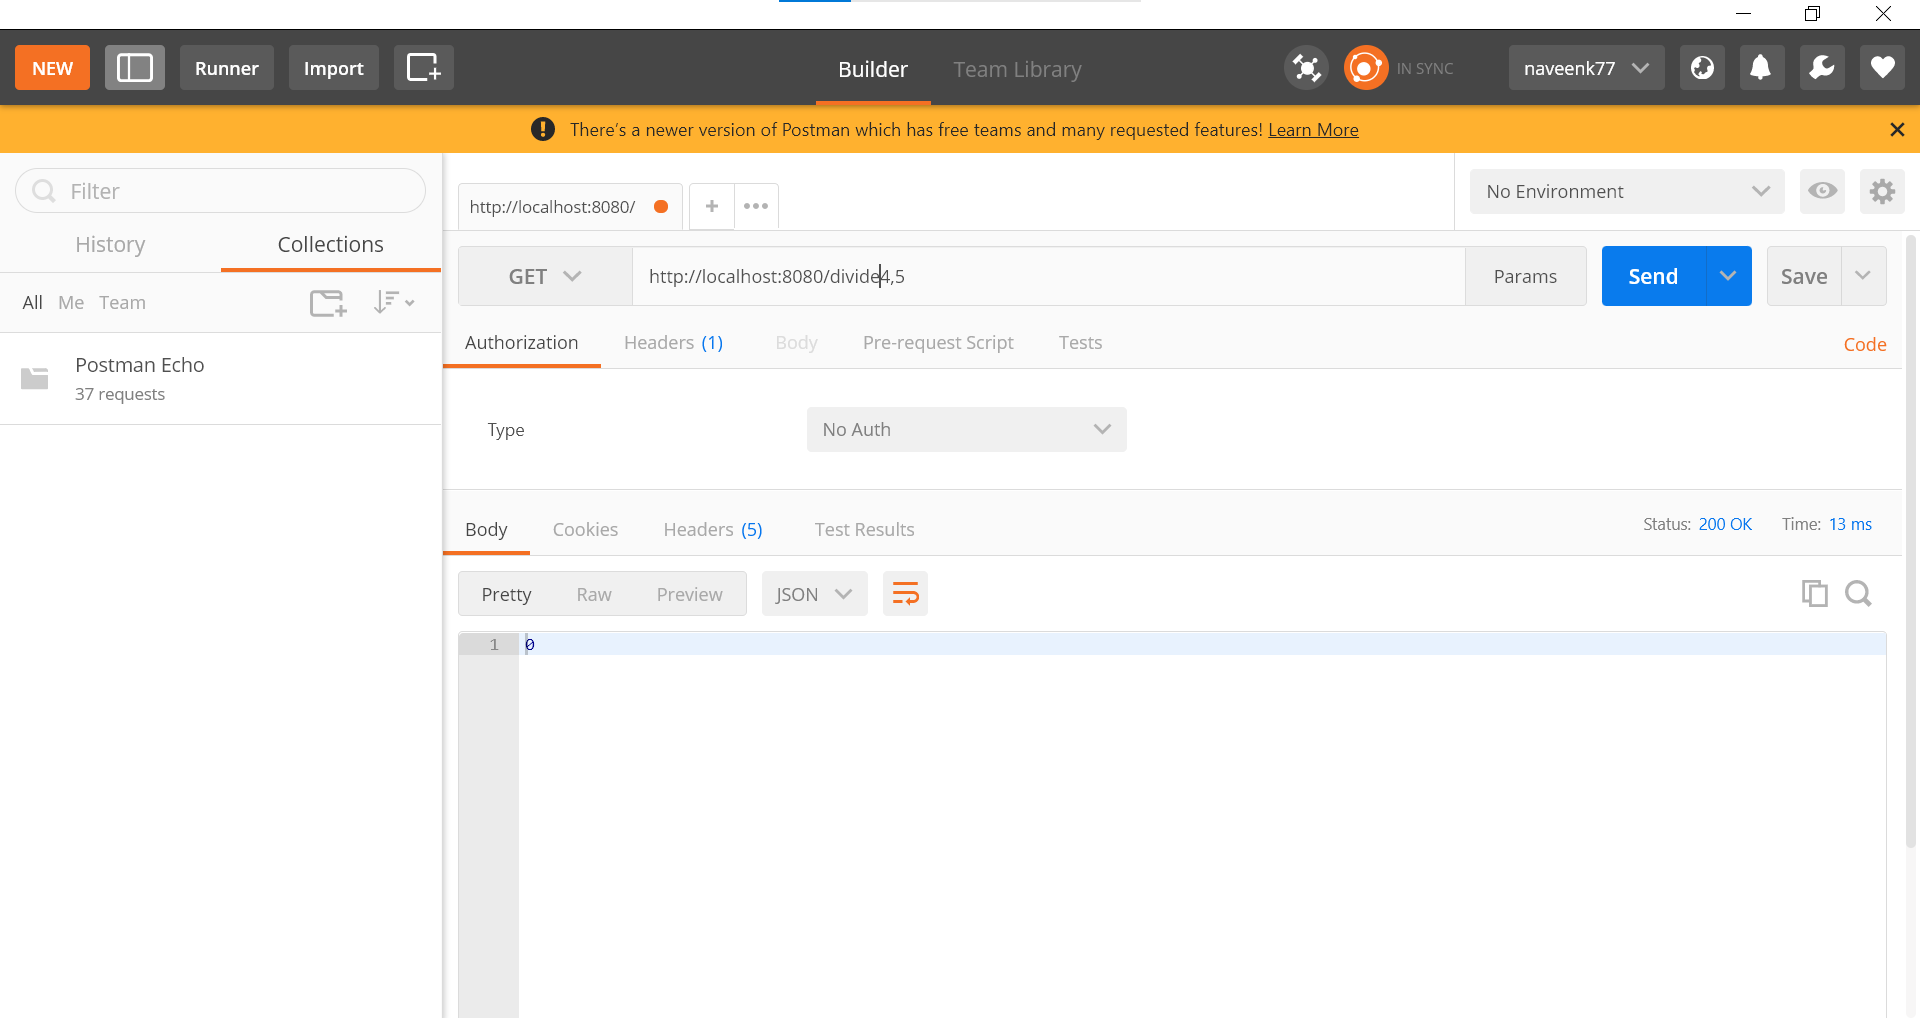 NEW
Runner
Import
Builder
Team Library
IN SYNC
naveenk77
There's a newer version of Postman which has free teams and many requested features! Learn More
Filter
History
Collections
All
Me
Team
Postman Echo
37 requests
http://localhost:8080/
No Environment
GET
http://localhost:8080/divide4,5
Params
Send
Save
Authorization
Headers (1)
Body
Pre-request Script
Tests
Code
Type
No Auth
Body
Cookies
Headers (5)
Test Results
Status: 200 OK
Time: 13 ms
Pretty
Raw
Preview
JSON
1
0